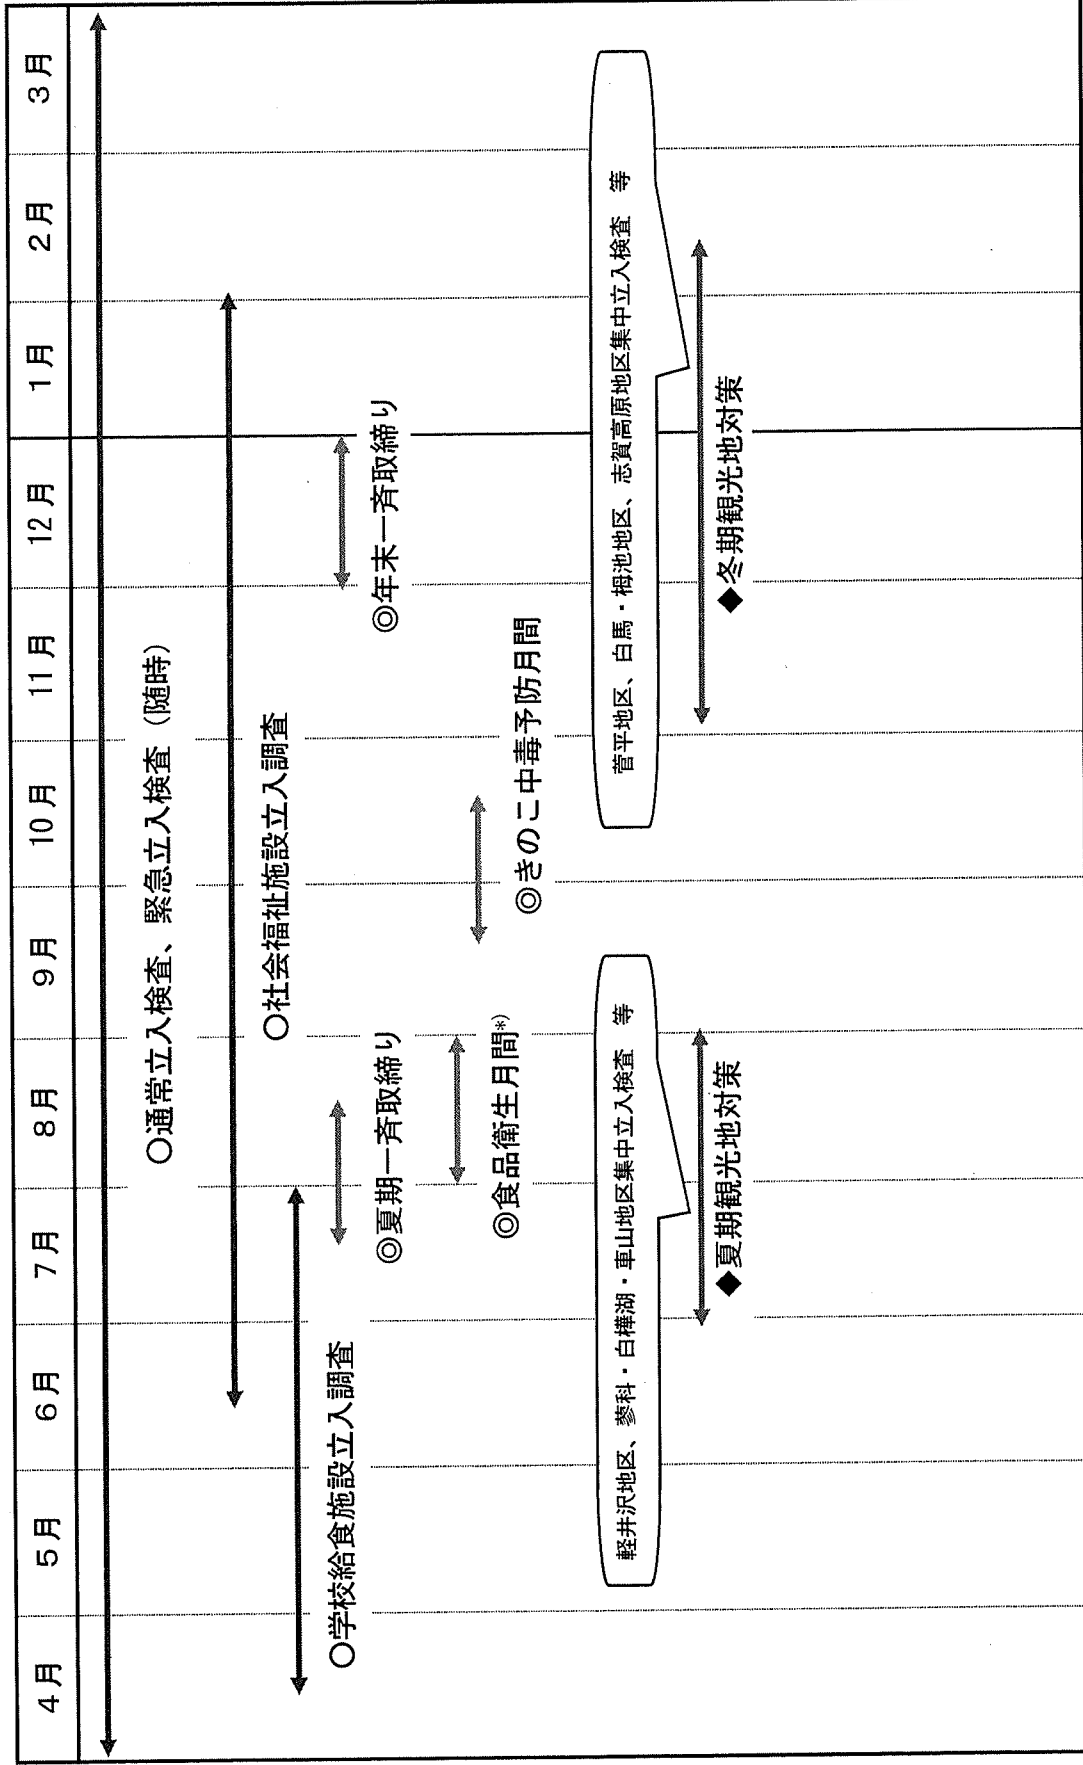 4月 5月 6月 7月 8月 9月 10月 11月 12月 1月 2月 3月
○通常立入検査、緊急立入検査（随時）
○社会福祉施設立入調査
○学校給食施設立入調査
◎夏期一斉取締り
◎年末一斉取締り
◎食品衛生月間*)
◎きのこ中毒予防月間
軽井沢地区、蓼科・白樺湖・車山地区集中立入検査　等
菅平地区、白馬・栂池地区、志賀高原地区集中立入検査　等
◆夏期観光地対策
◆冬期観光地対策